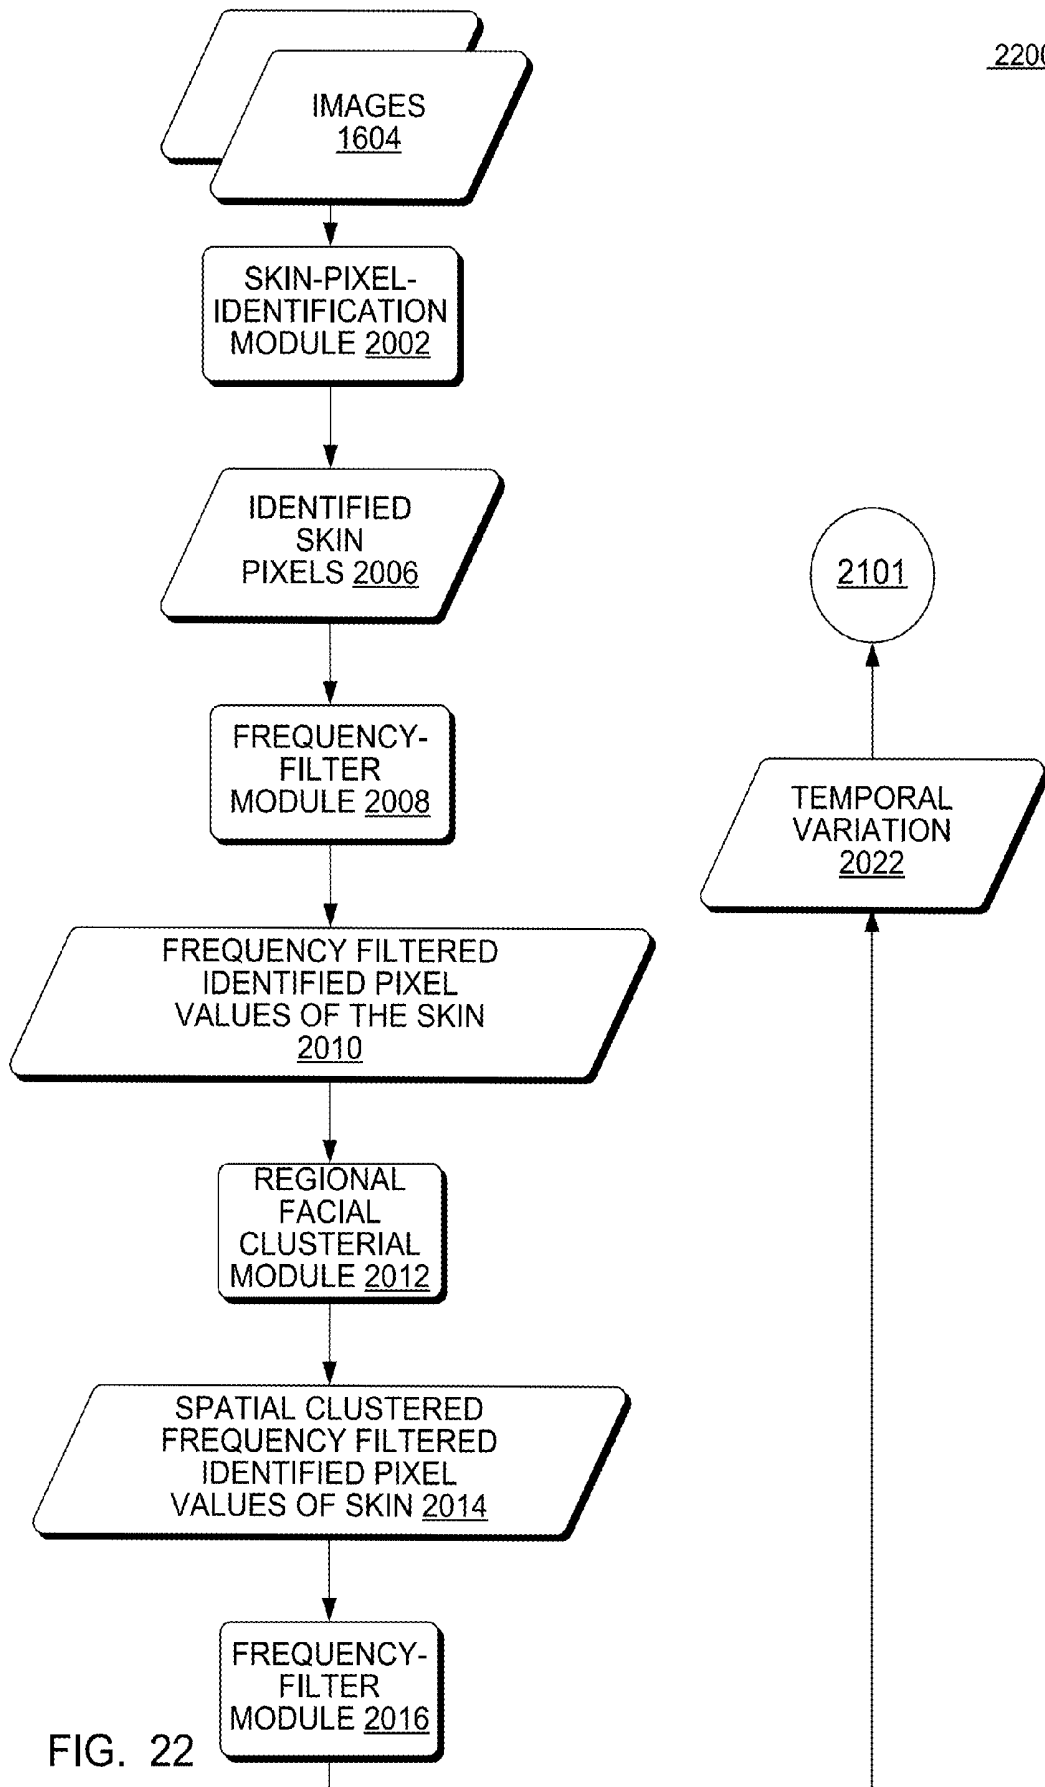 2200
IMAGES
1604
SKIN-PIXEL-
IDENTIFICATION
MODULE 2002
IDENTIFIED
SKIN
PIXELS 2006
FREQUENCY-
FILTER
MODULE 2008
FREQUENCY FILTERED
IDENTIFIED PIXEL
VALUES OF THE SKIN
2010
REGIONAL
FACIAL
CLUSTERIAL
MODULE 2012
SPATIAL CLUSTERED
FREQUENCY FILTERED
IDENTIFIED PIXEL
VALUES OF SKIN 2014
FREQUENCY-
FILTER
MODULE 2016
2101
TEMPORAL
VARIATION
2022
FIG. 22